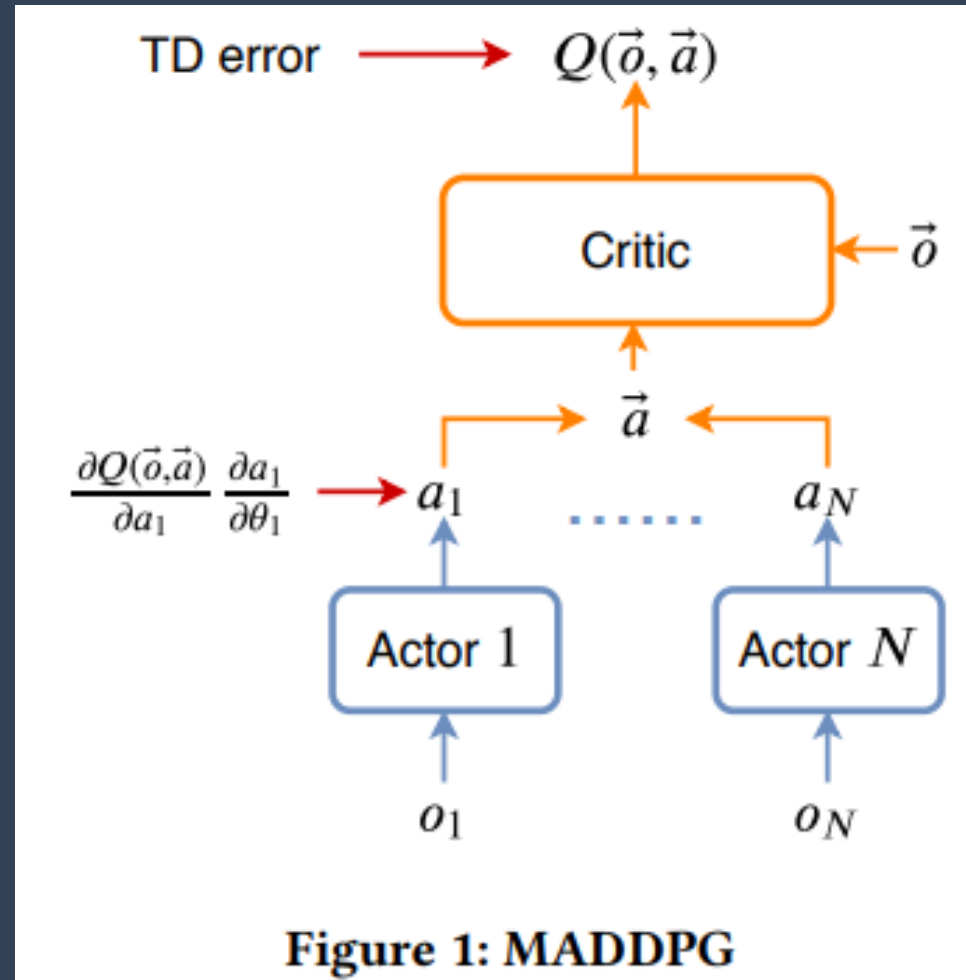 TD error Q(o⃗, a⃗)
Critic o⃗
a⃗
∂Q(o⃗,a⃗)/∂a₁ ∂a₁/∂θ₁ a₁ ...... a_N
Actor 1 Actor N
o₁ o_N
Figure 1: MADDPG